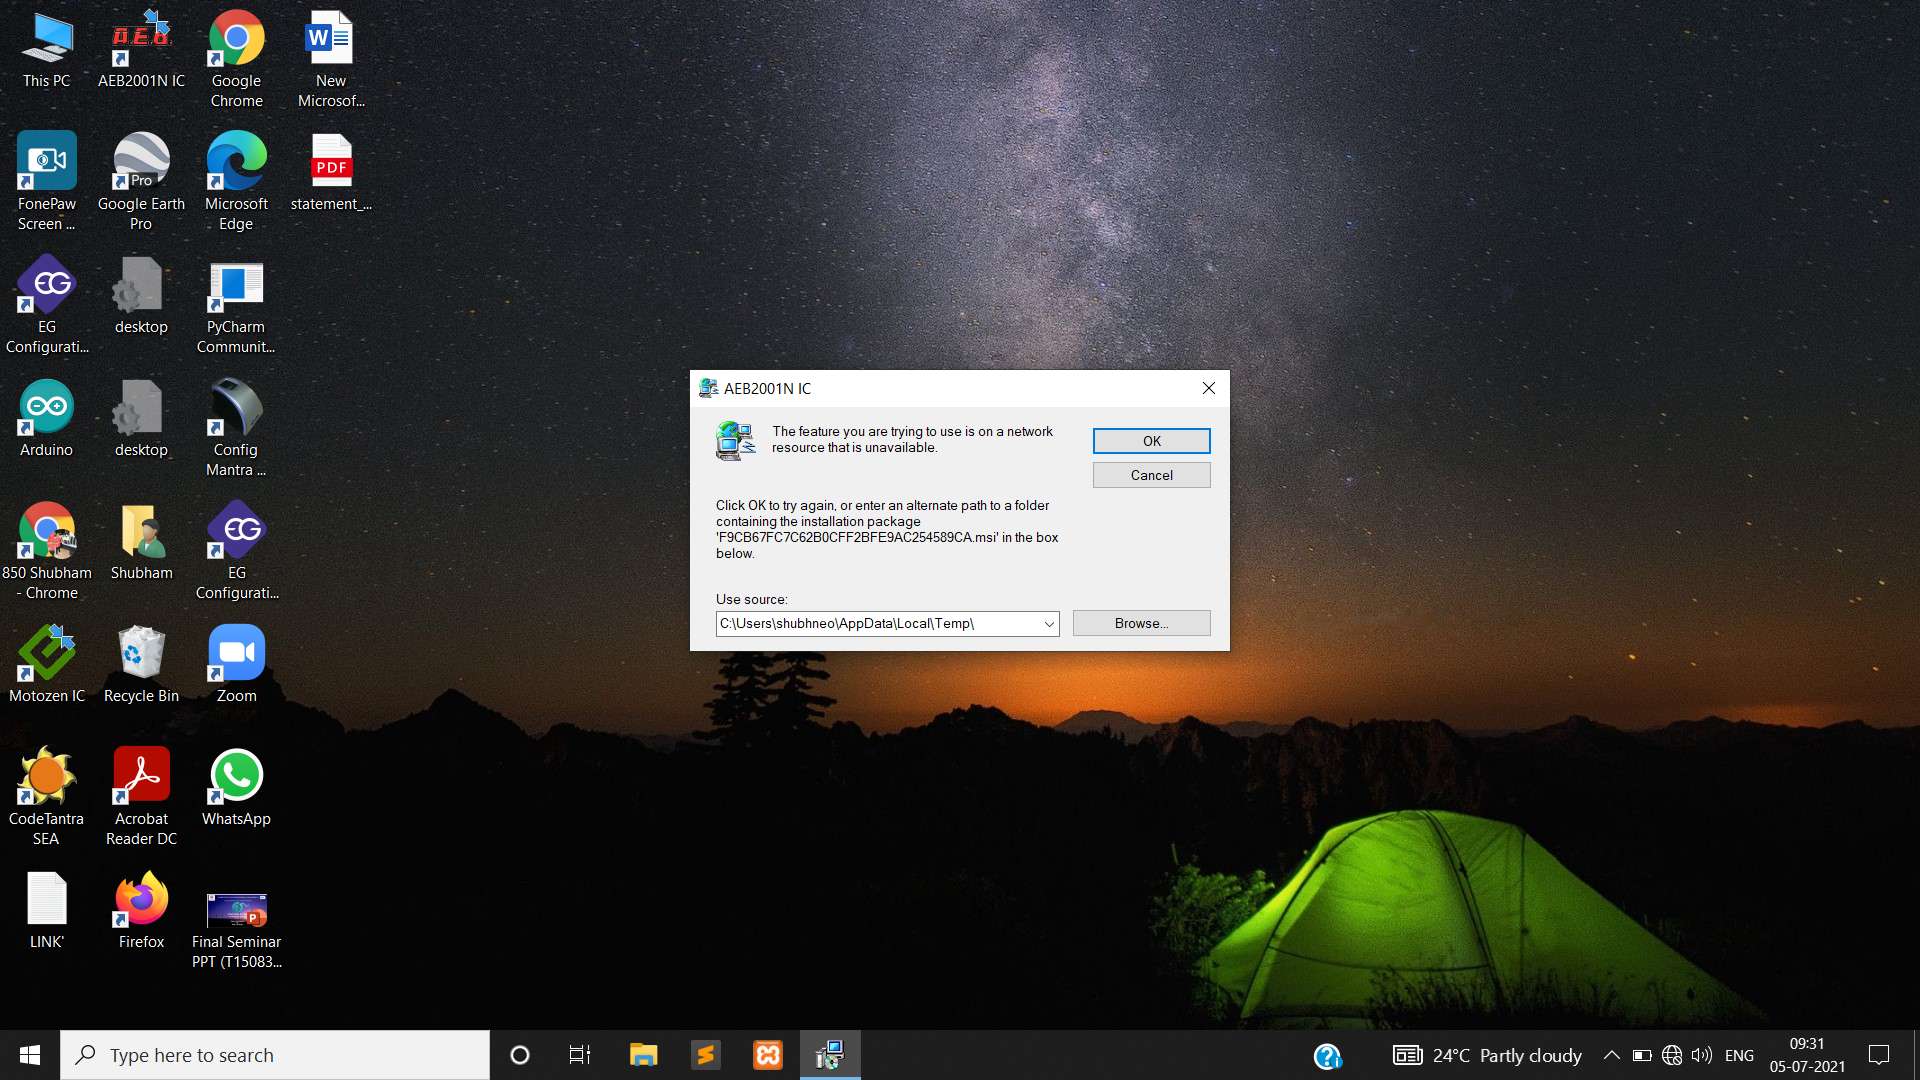 This PC
AEB
AEB2001N IC
Google
Chrome
W
New
Microsof...
FonePaw
Screen ...
Pro
Google Earth
Pro
Microsoft
Edge
PDF
statement_...
EG
EG
Configurati...
desktop
PyCharm
Communit...
Arduino
desktop
Config
Mantra ...
850 Shubham
- Chrome
Shubham
EG
EG
Configurati...
Motozen IC
Recycle Bin
Zoom
CodeTantra
SEA
Acrobat
Reader DC
WhatsApp
LINK'
Firefox
P
Final Seminar
PPT (T15083...
AEB2001N IC
The feature you are trying to use is on a network
resource that is unavailable.
OK
Cancel
Click OK to try again, or enter an alternate path to a folder
containing the installation package
'F9CB67FC7C62B0CFF2BFE9AC254589CA.msi' in the box
below.
Use source:
C:\Users\shubhneo\AppData\Local\Temp\
Browse...
Type here to search
24°C Partly cloudy
ENG
09:31
05-07-2021